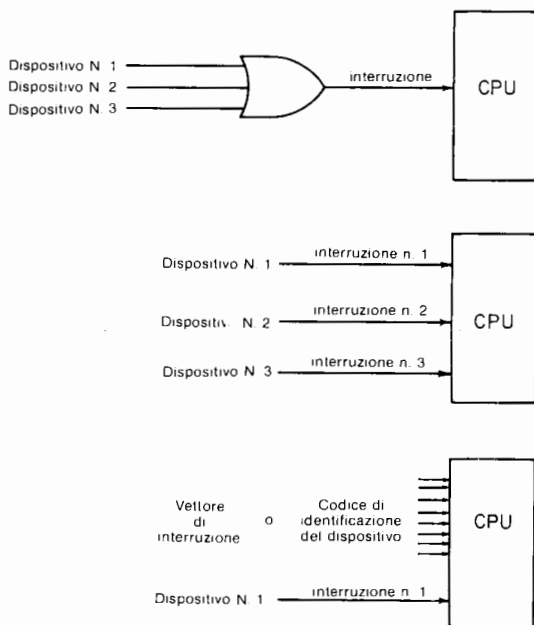 Dispositivo N. 1
Dispositivo N. 2
Dispositivo N. 3
interruzione
CPU
Dispositivo N. 1
interruzione n. 1
Dispositiv. N. 2
interruzione n. 2
Dispositivo N. 3
interruzione n. 3
CPU
Vettore
di
interruzione
o
Codice di
identificazione
del dispositivo
CPU
Dispositivo N. 1
interruzione n. 1